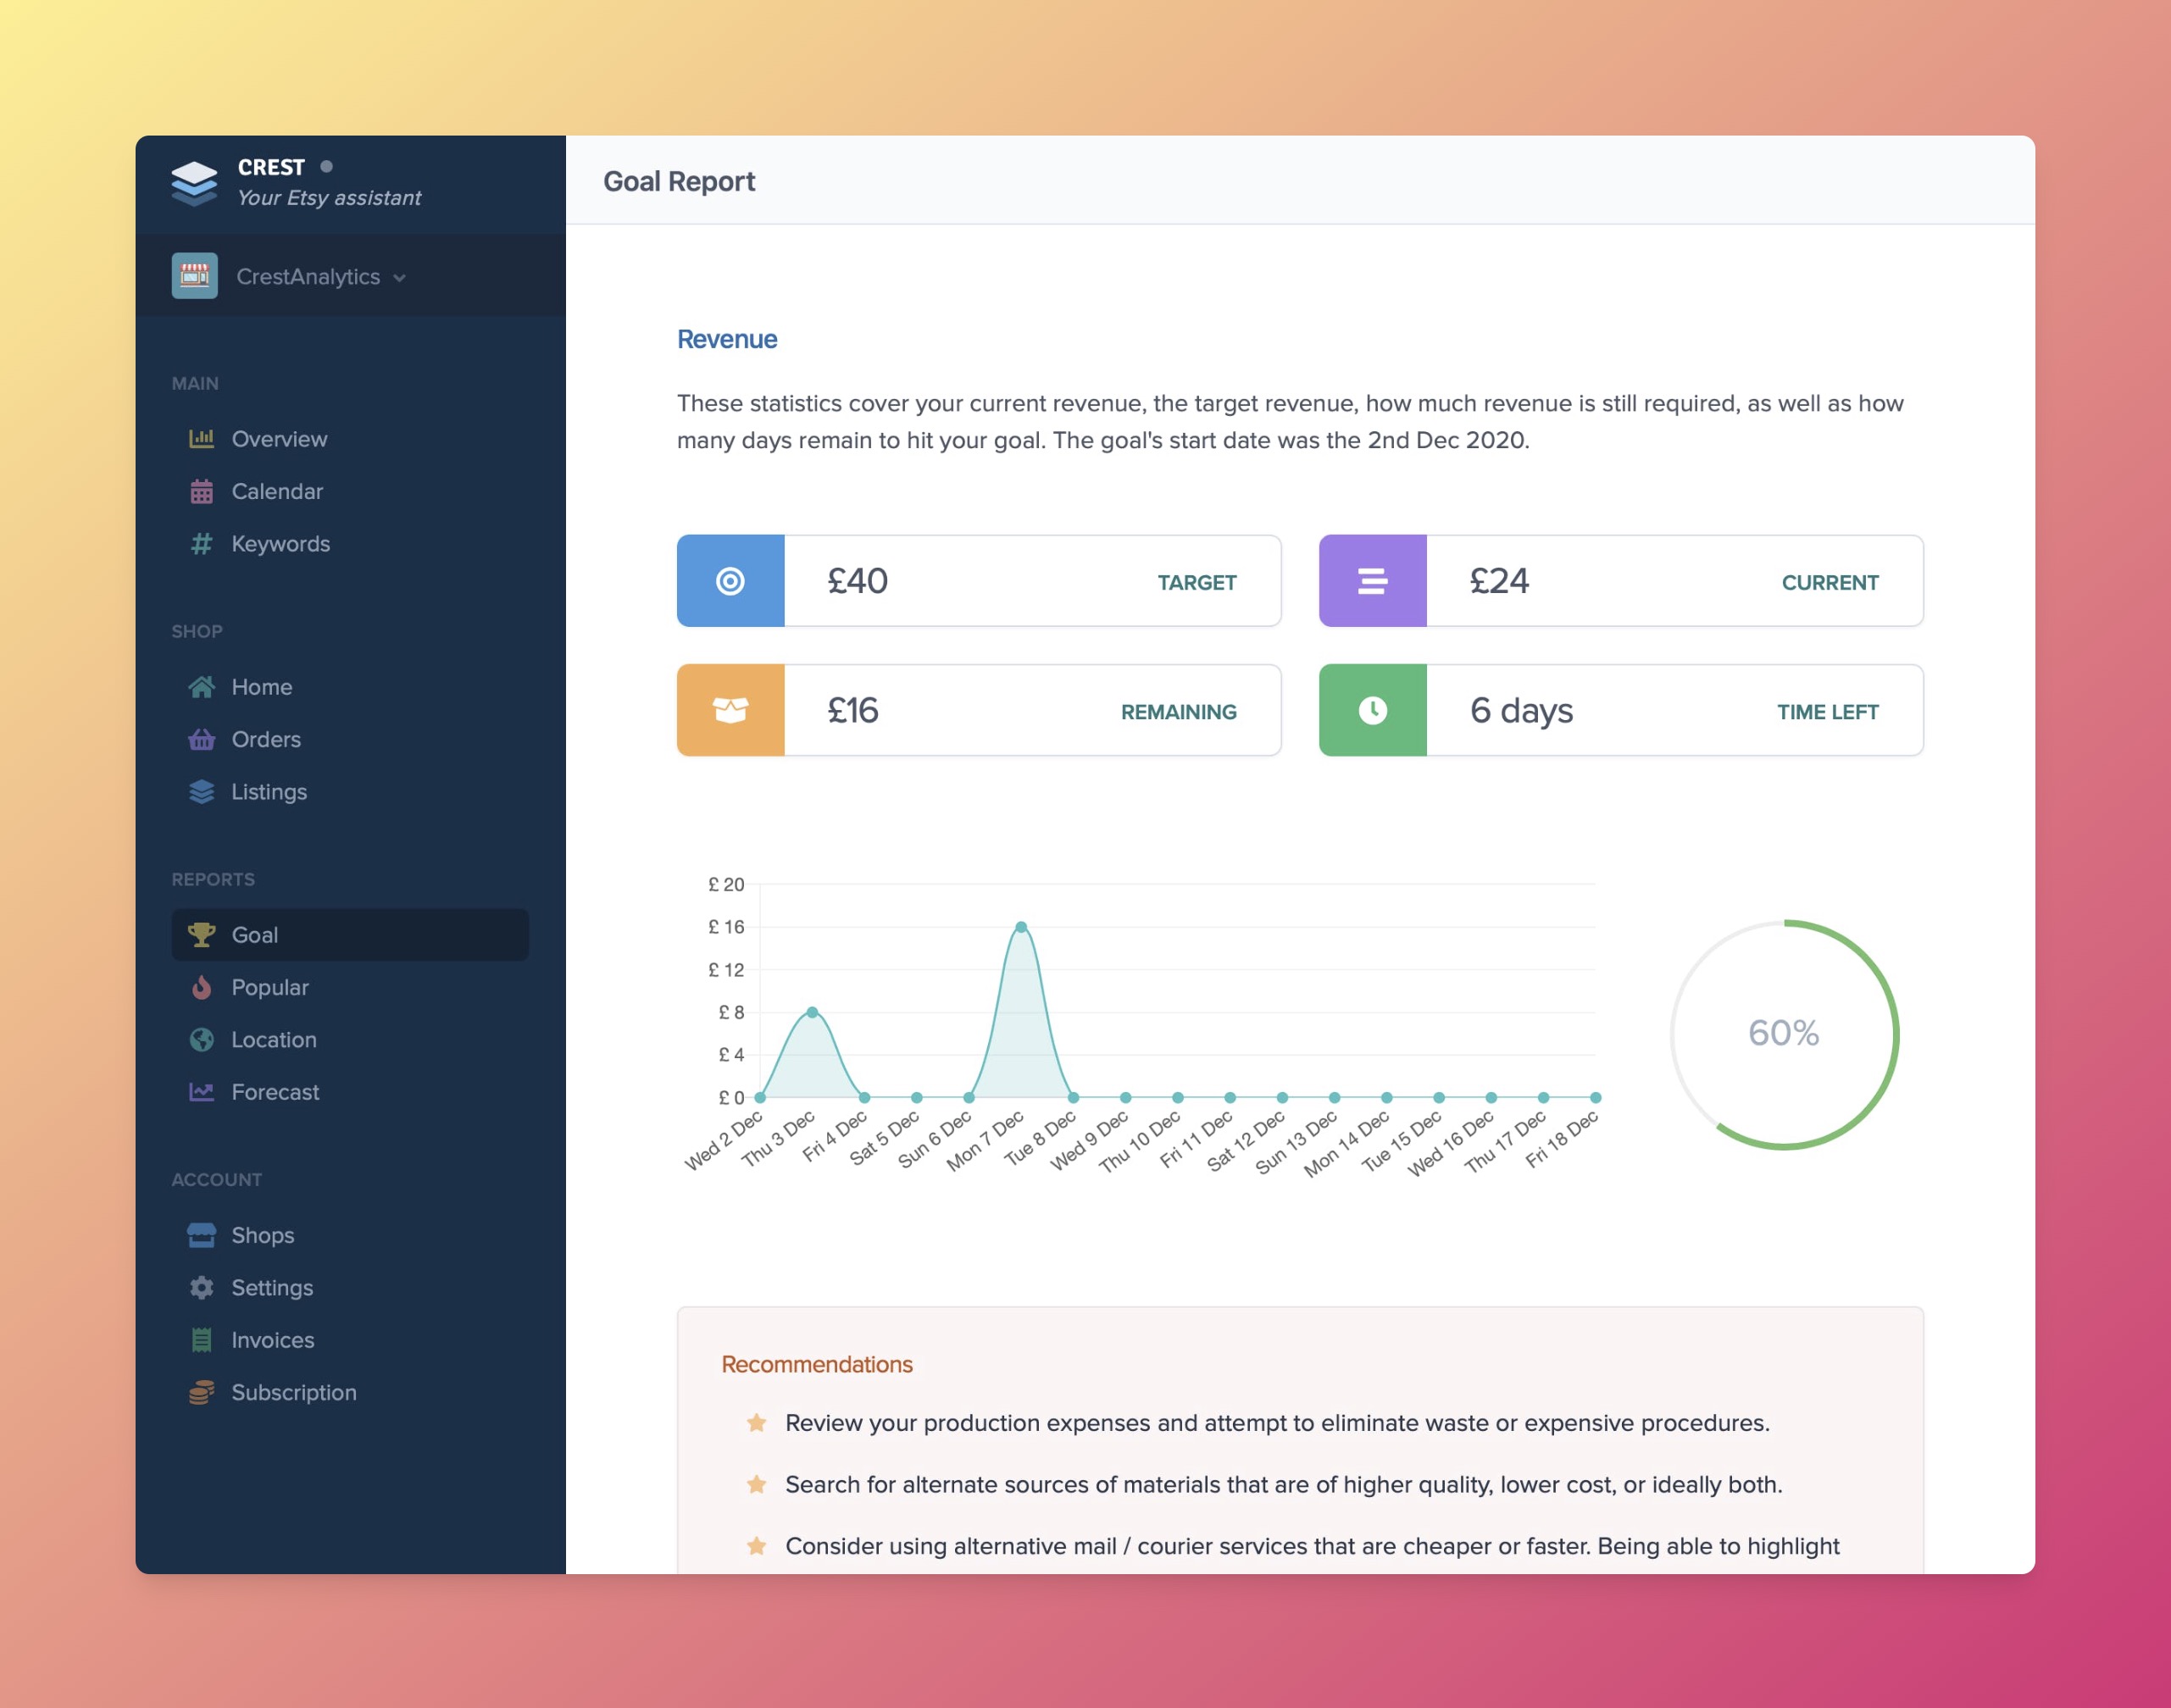 CREST
Your Etsy assistant
CrestAnalytics
MAIN
Overview
Calendar
Keywords
SHOP
Home
Orders
Listings
REPORTS
Goal
Popular
Location
Forecast
ACCOUNT
Shops
Settings
Invoices
Subscription
Goal Report
Revenue
These statistics cover your current revenue, the target revenue, how much revenue is still required, as well as how
many days remain to hit your goal. The goal's start date was the 2nd Dec 2020.
£40 TARGET
£24 CURRENT
£16 REMAINING
6 days TIME LEFT
£ 20
£ 16
£ 12
£ 8
£ 4
£ 0
Wed 2 Dec
Thu 3 Dec
Fri 4 Dec
Sat 5 Dec
Sun 6 Dec
Mon 7 Dec
Tue 8 Dec
Wed 9 Dec
Thu 10 Dec
Fri 11 Dec
Sat 12 Dec
Sun 13 Dec
Mon 14 Dec
Tue 15 Dec
Wed 16 Dec
Thu 17 Dec
Fri 18 Dec
60%
Recommendations
Review your production expenses and attempt to eliminate waste or expensive procedures.
Search for alternate sources of materials that are of higher quality, lower cost, or ideally both.
Consider using alternative mail / courier services that are cheaper or faster. Being able to highlight